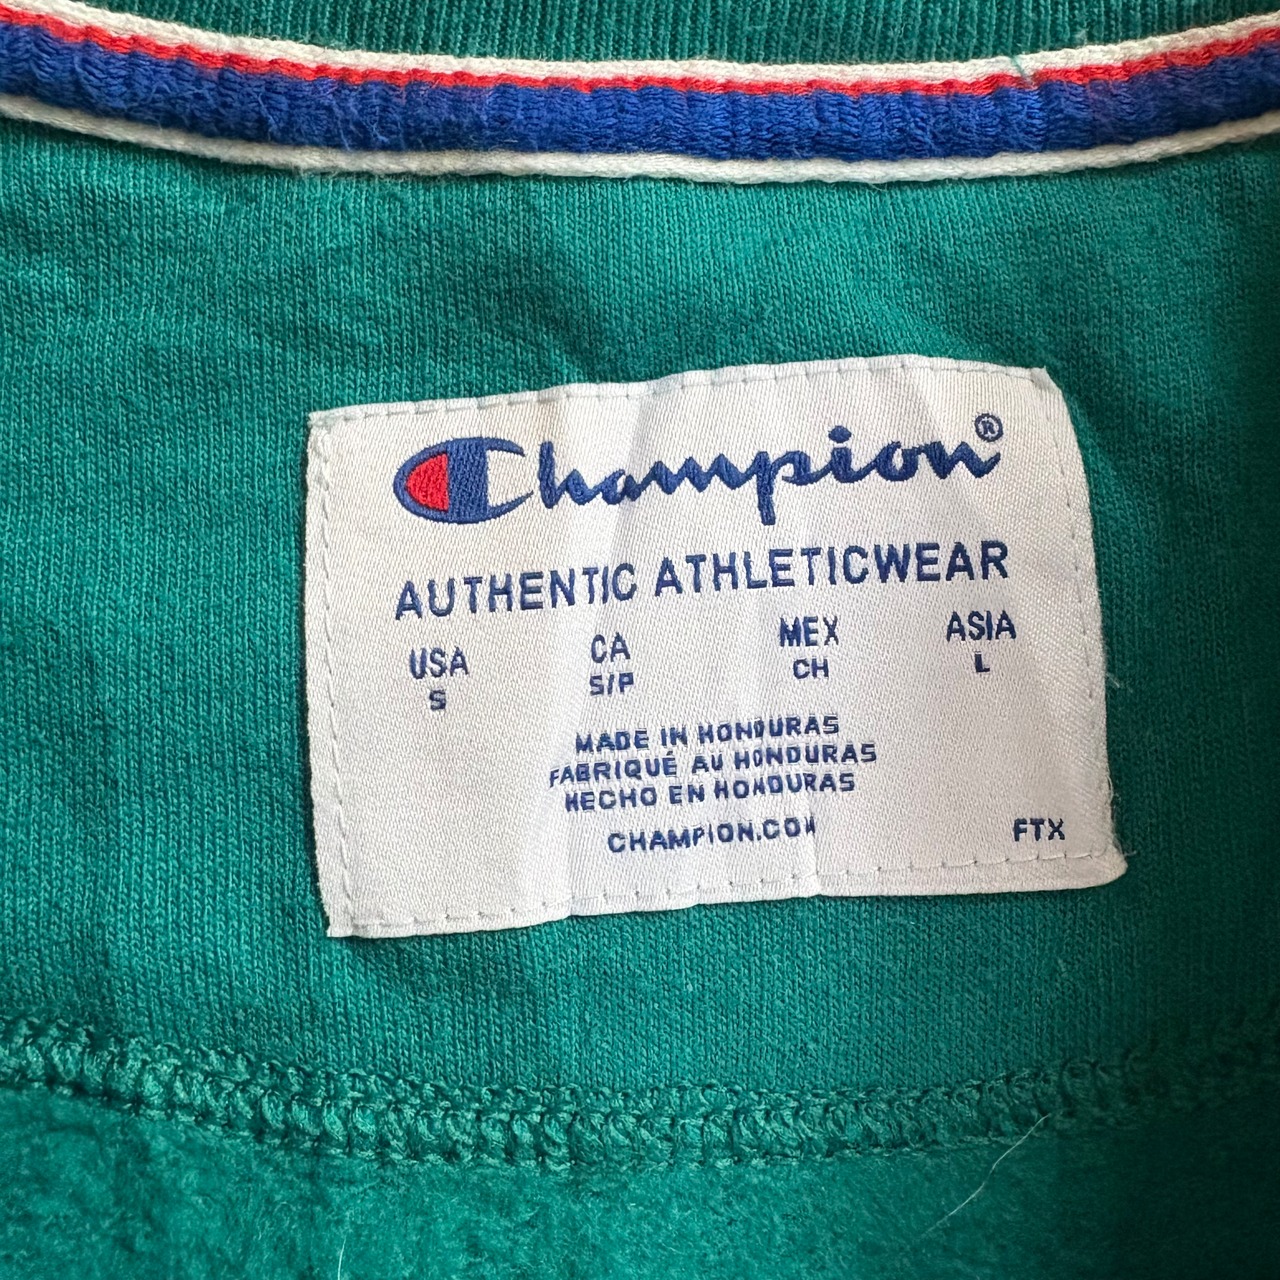 Champion®
AUTHENTIC ATHLETICWEAR
USA CA MEX ASIA
S S/P CH L
MADE IN HONDURAS
FABRIQUÉ AU HONDURAS
HECHO EN HONDURAS
CHAMPION.COM
FTX